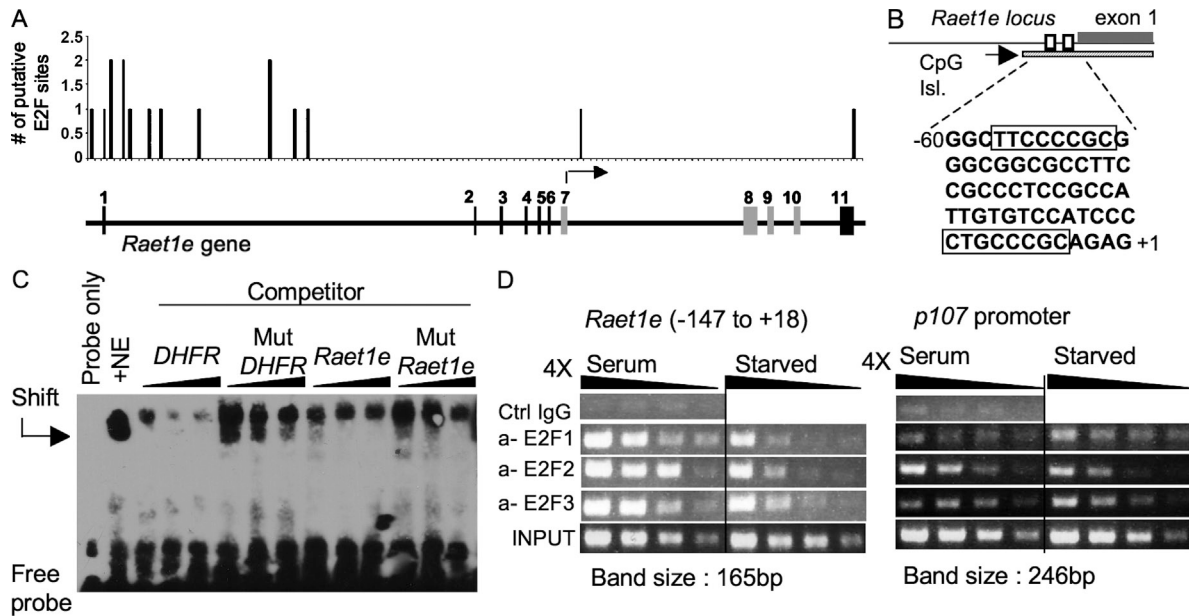 A
# of putative
E2F sites
2.5
2
1.5
1
0.5
0
1 2 3 4 5 6 7 8 9 10 11
Raet1e gene
B
Raet1e locus exon 1
CpG
Isl.
-60 GGCTTCCCCGCG
GGCGGCGCCTTC
CGCCCTCCGCCA
TTGTGTCCATCCC
CTGCCCGCAGAG +1
C
Probe only
+NE
Competitor
DHFR
Mut
DHFR
Raet1e
Mut
Raet1e
Shift
Free
probe
D
Raet1e (-147 to +18)
4X Serum Starved
Ctrl IgG
a- E2F1
a- E2F2
a- E2F3
INPUT
Band size : 165bp
p107 promoter
4X Serum Starved
Band size : 246bp